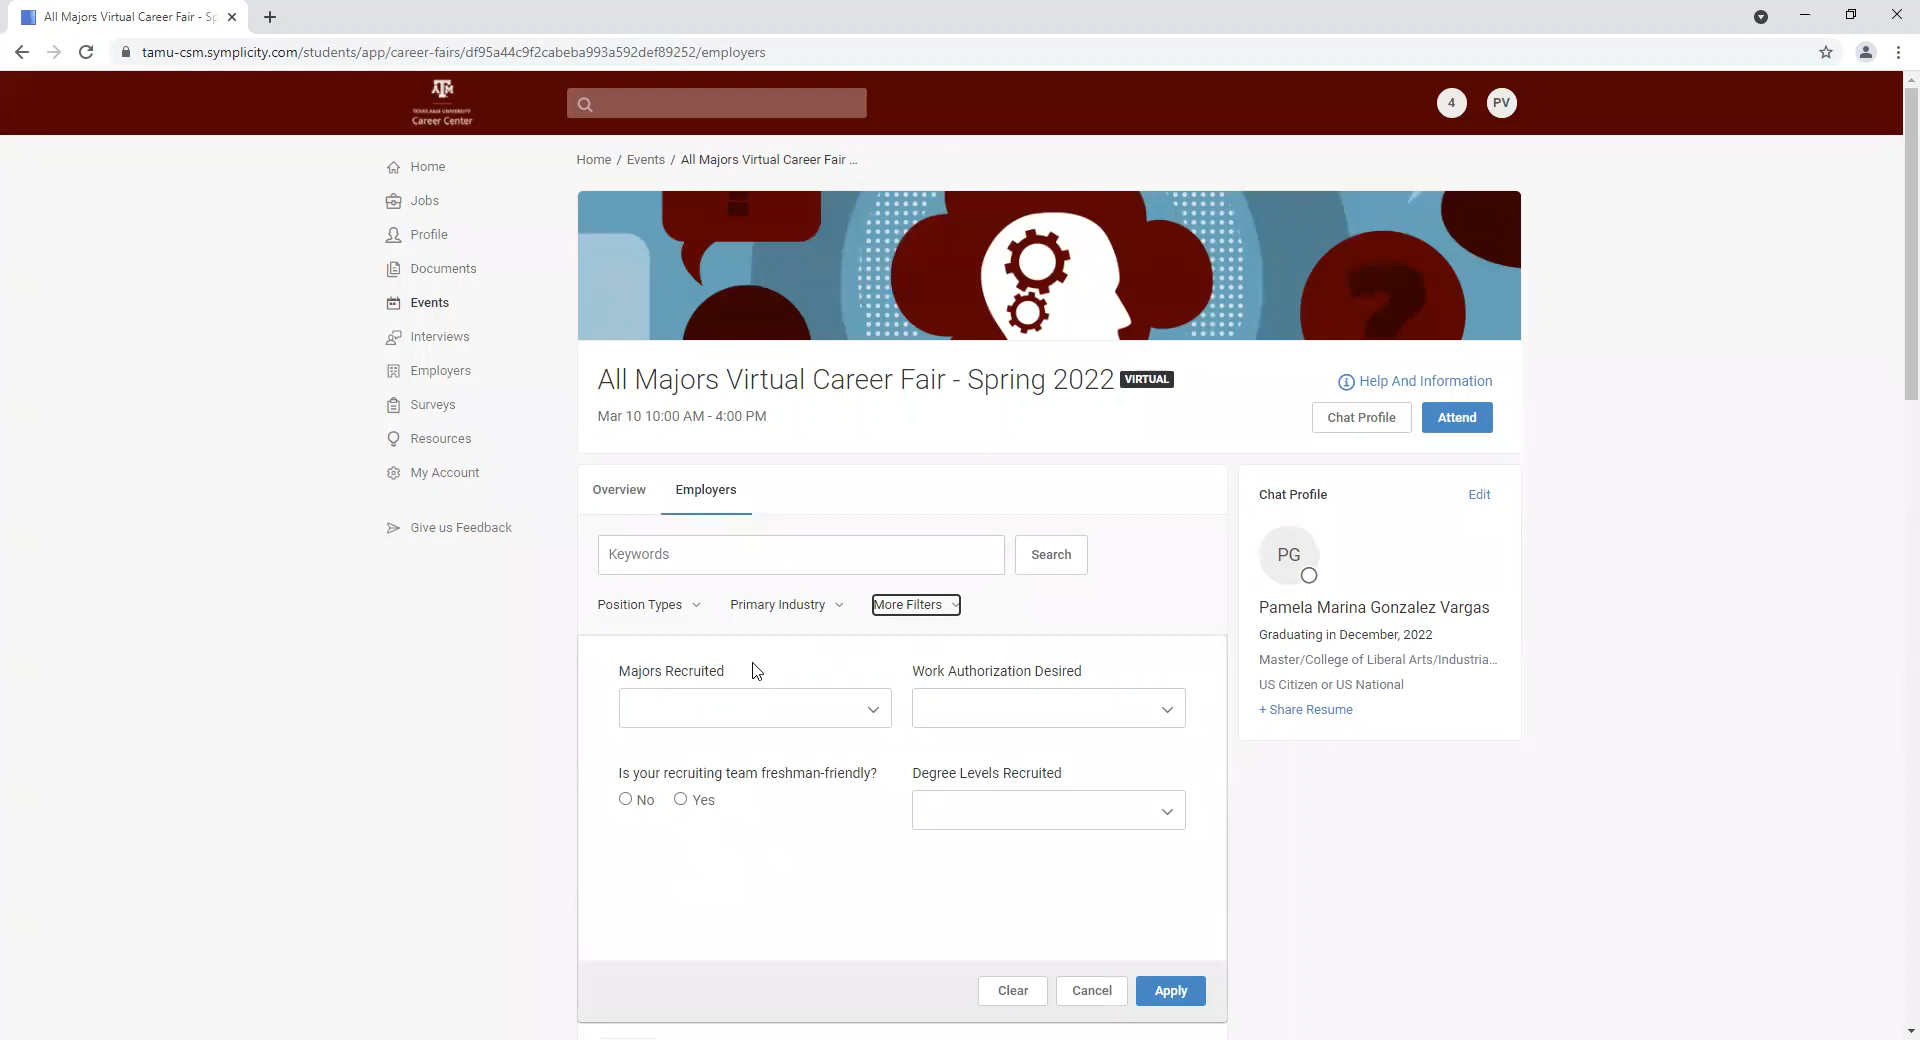 All Majors Virtual Career Fair - Sp
tamu-csm.symplicity.com/students/app/career-fairs/df95a44c9f2cabeba993a592def89252/employers
ATM
TEXAS A&M UNIVERSITY
Career Center
4
PV
Home
Jobs
Profile
Documents
Events
Interviews
Employers
Surveys
Resources
My Account
Give us Feedback
Home / Events / All Majors Virtual Career Fair ...
All Majors Virtual Career Fair - Spring 2022 VIRTUAL
Mar 10 10:00 AM - 4:00 PM
Help And Information
Chat Profile
Attend
Overview
Employers
Keywords
Search
Position Types
Primary Industry
More Filters
Majors Recruited
Work Authorization Desired
Is your recruiting team freshman-friendly?
No
Yes
Degree Levels Recruited
Clear
Cancel
Apply
Chat Profile
Edit
PG
Pamela Marina Gonzalez Vargas
Graduating in December, 2022
Master/College of Liberal Arts/Industria...
US Citizen or US National
+ Share Resume